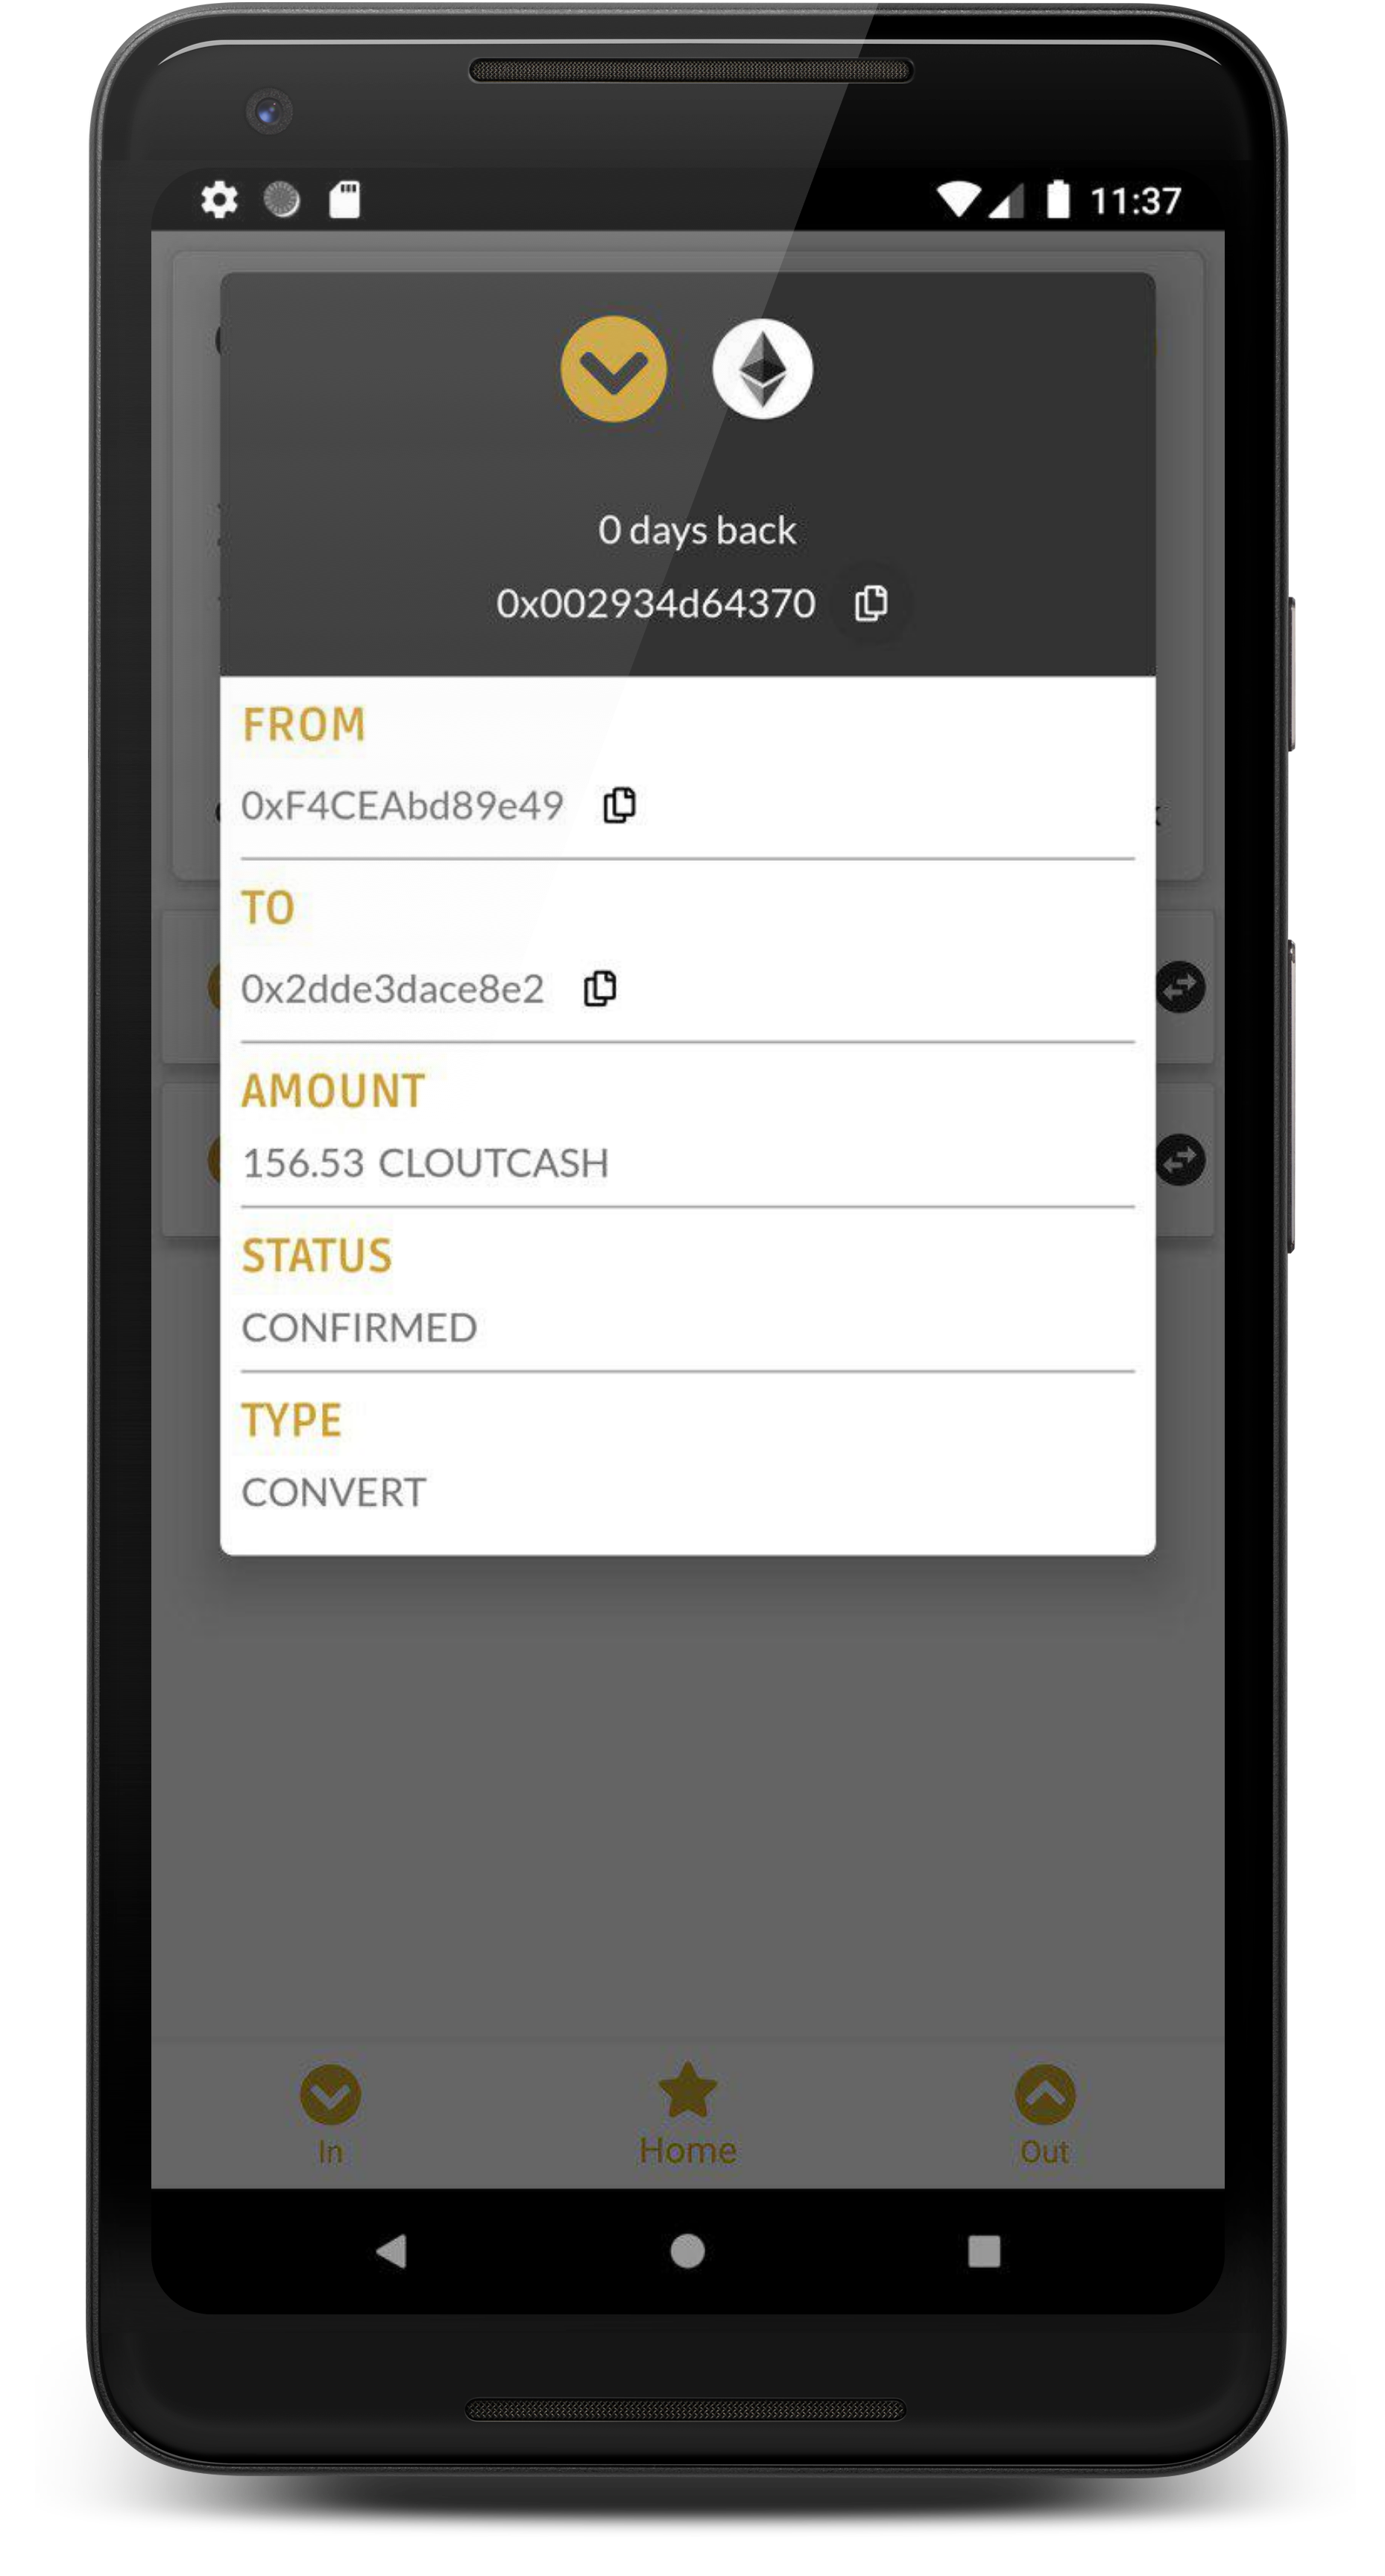 11:37
0 days back
0x002934d64370
FROM
0xF4CEAbd89e49
TO
0x2dde3dace8e2
AMOUNT
156.53 CLOUTCASH
STATUS
CONFIRMED
TYPE
CONVERT
In
Home
Out